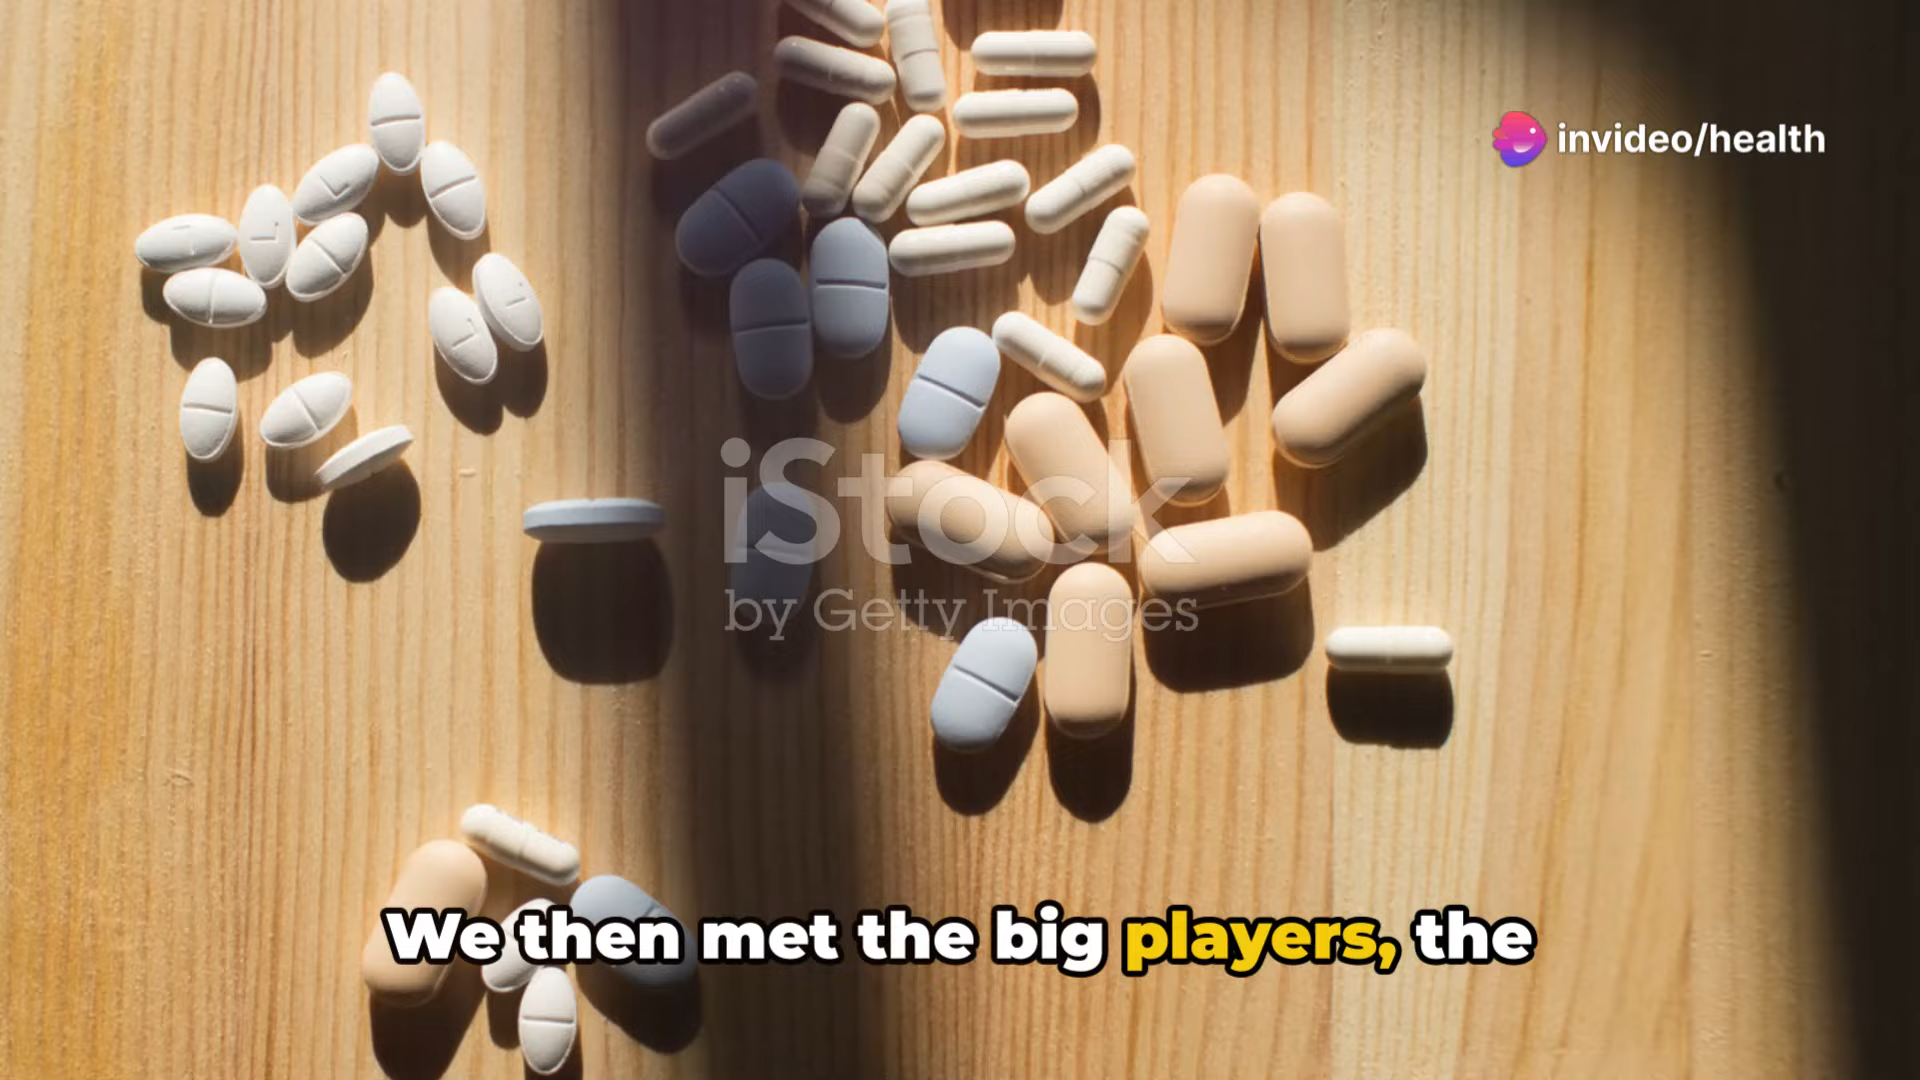 invideo/health
iStock
by Getty Images
We then met the big players, the